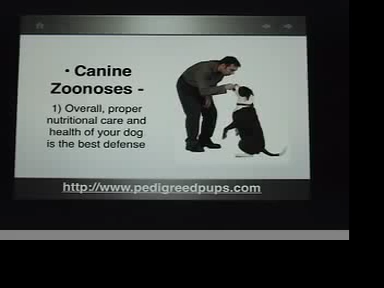 · Canine
Zoonoses -
1) Overall, proper
nutritional care and
health of your dog
is the best defense
http://www.pedigreedpups.com